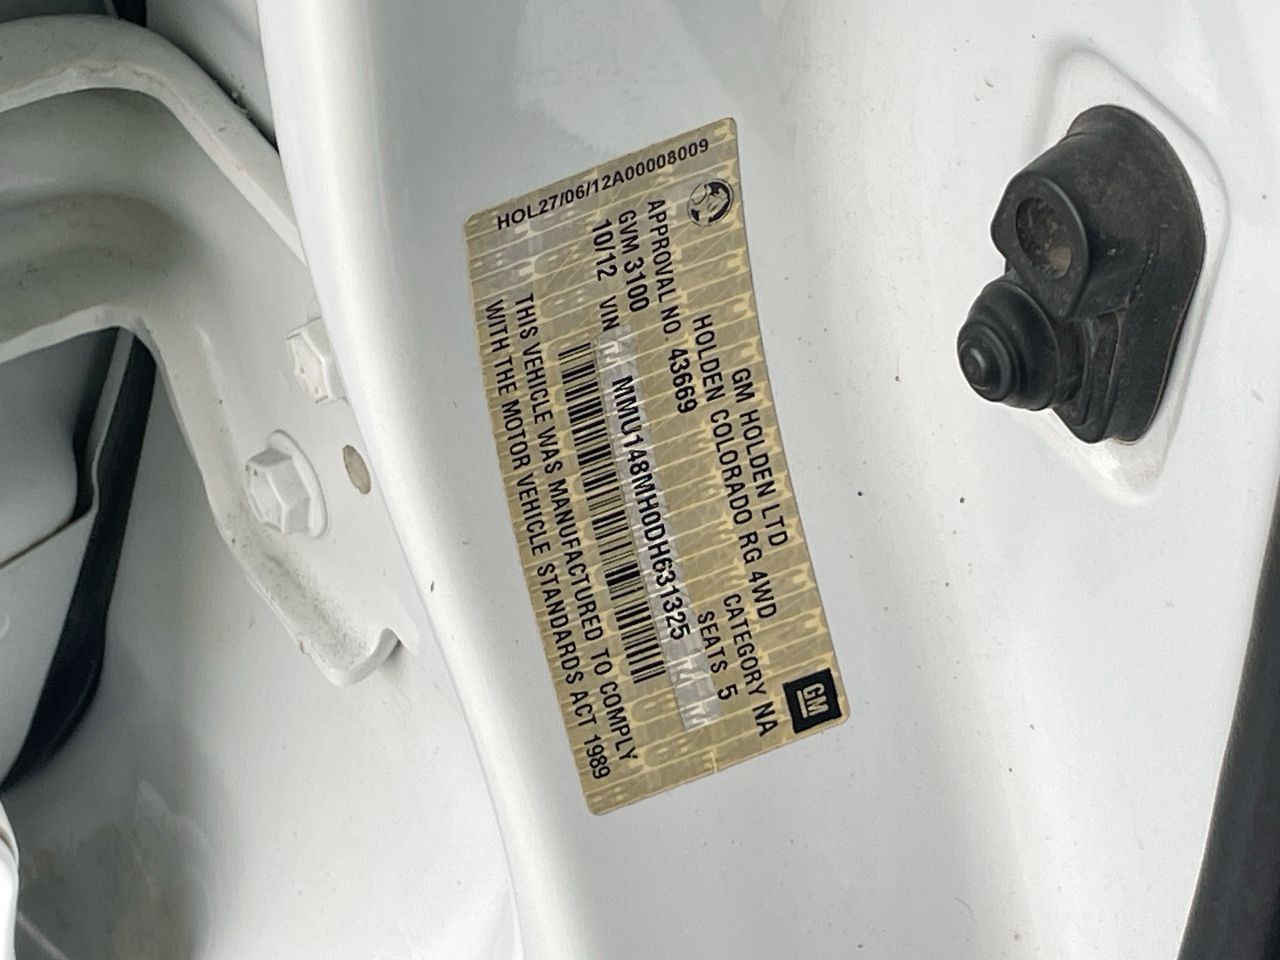 HOL27/06/12A00008009
GM HOLDEN LTD
HOLDEN COLORADO RG 4WD
APPROVAL NO. 43669 CATEGORY NA
GVM 3100 SEATS 5
10/12 VIN MMU148MH0DH631325
THIS VEHICLE WAS MANUFACTURED TO COMPLY
WITH THE MOTOR VEHICLE STANDARDS ACT 1989
GM